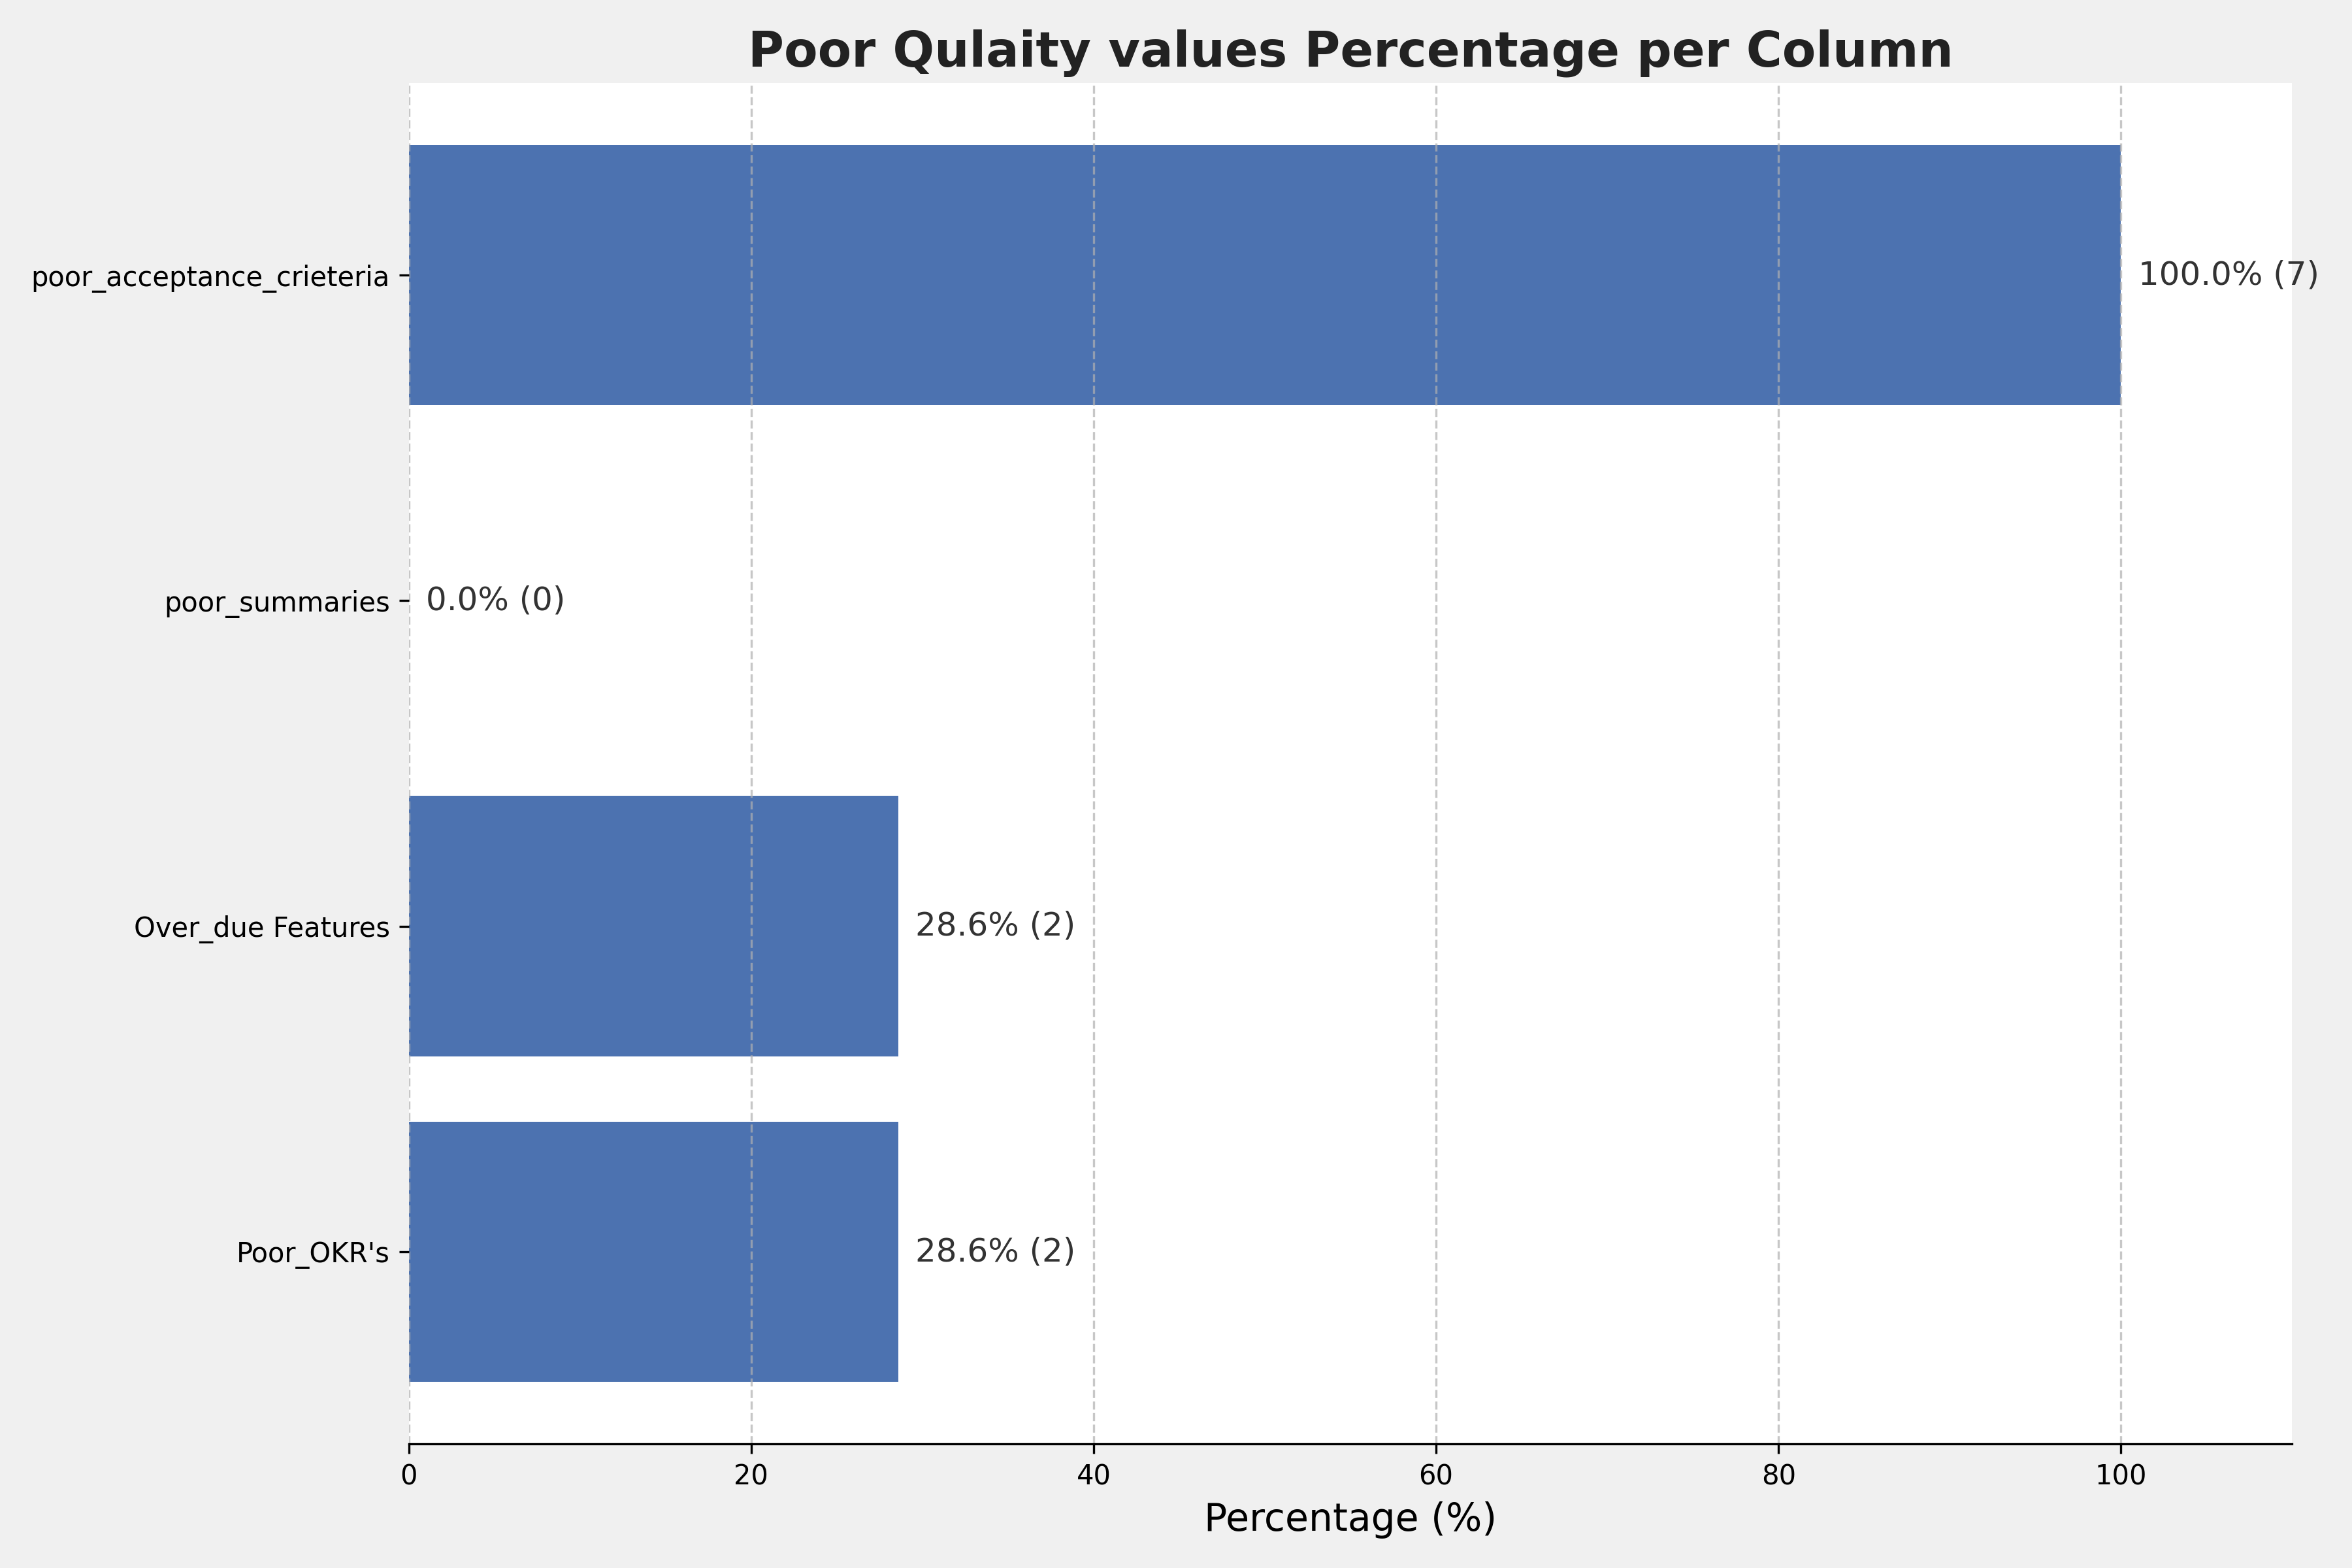 Poor Qulaity values Percentage per Column
poor_acceptance_crieteria
100.0% (7)
poor_summaries
0.0% (0)
Over_due Features
28.6% (2)
Poor_OKR's
28.6% (2)
0 20 40 60 80 100
Percentage (%)